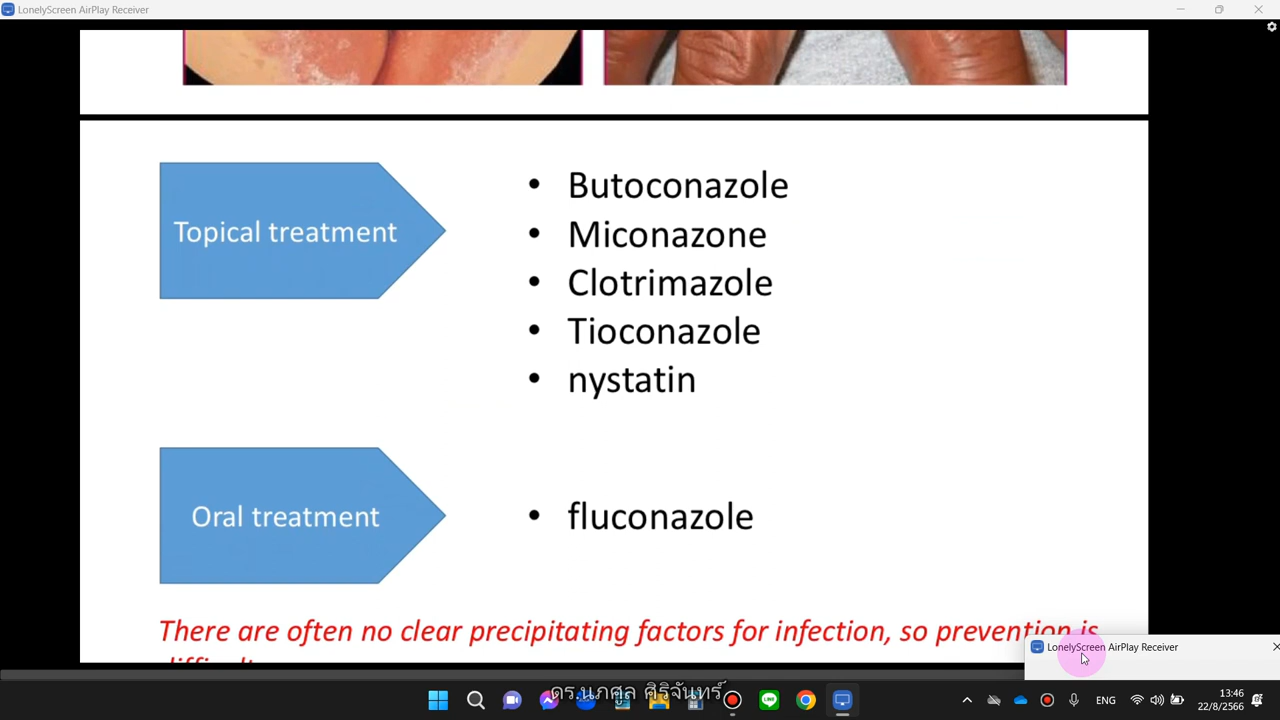 LonelyScreen AirPlay Receiver
Topical treatment
• Butoconazole
• Miconazone
• Clotrimazole
• Tioconazole
• nystatin
Oral treatment
• fluconazole
There are often no clear precipitating factors for infection, so prevention is
LonelyScreen AirPlay Receiver
ดร.นภศูล ศิริจันทร์
ENG
13:46
22/8/2566